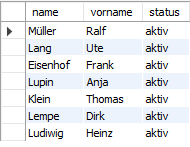 name vorname status
Müller Ralf aktiv
Lang Ute aktiv
Eisenhof Frank aktiv
Lupin Anja aktiv
Klein Thomas aktiv
Lempe Dirk aktiv
Ludiwig Heinz aktiv